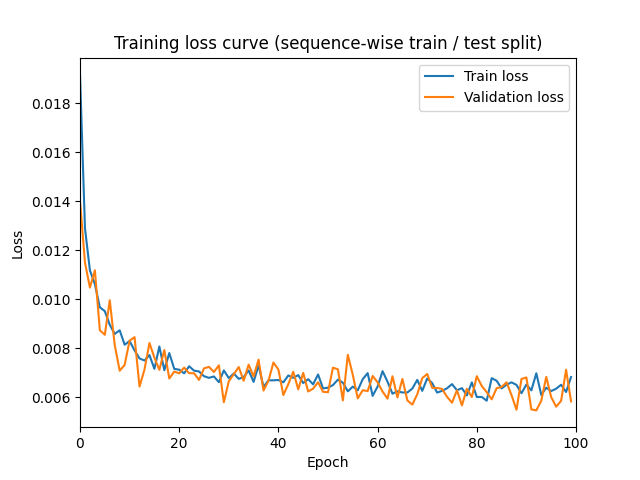 Training loss curve (sequence-wise train / test split)
Train loss
Validation loss
0.018
0.016
0.014
0.012
0.010
0.008
0.006
Loss
0 20 40 60 80 100
Epoch